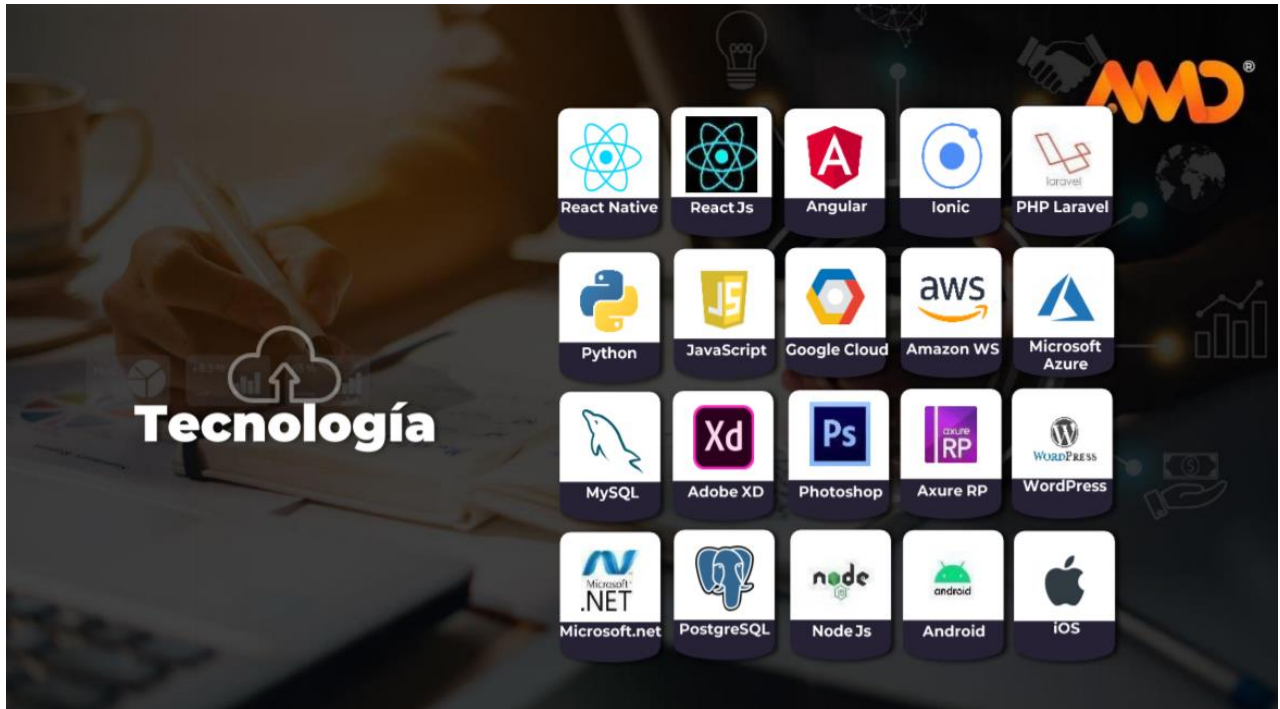 AMD®
Tecnología
laravel
React Native
React Js
Angular
Ionic
PHP Laravel
JS
aws
Python
JavaScript
Google Cloud
Amazon WS
Microsoft
Azure
Xd
Ps
axure
RP
WORDPRESS
MySQL
Adobe XD
Photoshop
Axure RP
WordPress
Microsoft
.NET
node
android
Microsoft.net
PostgreSQL
Node Js
Android
iOS